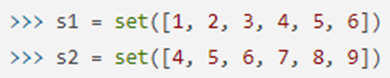 >>> s1 = set([1, 2, 3, 4, 5, 6])
>>> s2 = set([4, 5, 6, 7, 8, 9])